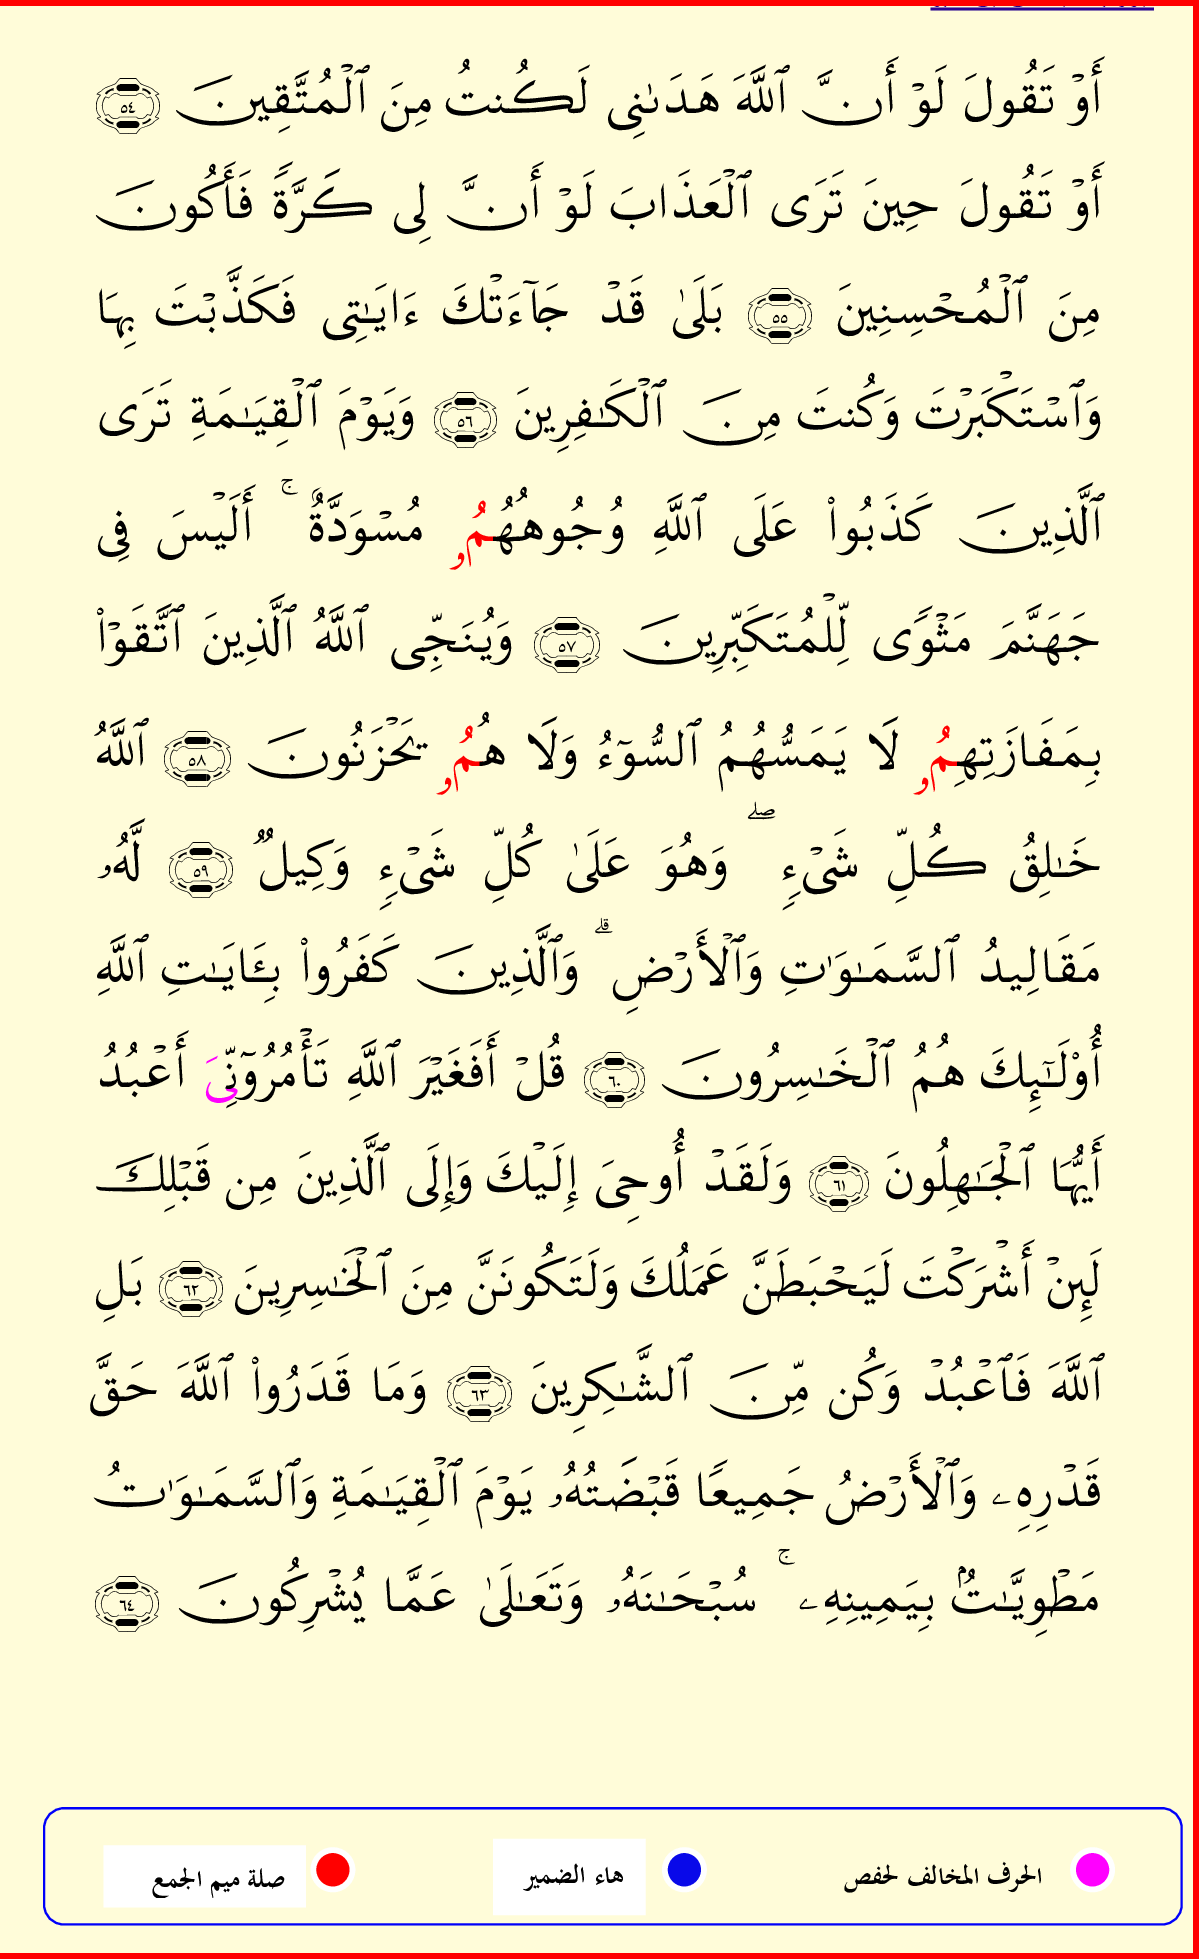 أَوۡ تَقُولَ لَوۡ أَنَّ ٱللَّهَ هَدَىٰنِى لَكُنتُ مِنَ ٱلۡمُتَّقِينَ ٥٤
أَوۡ تَقُولَ حِينَ تَرَى ٱلۡعَذَابَ لَوۡ أَنَّ لِى كَرَّةً فَأَكُونَ
مِنَ ٱلۡمُحۡسِنِينَ ٥٥ بَلَىٰ قَدۡ جَآءَتۡكَ ءَايَٰتِى فَكَذَّبۡتَ بِهَا
وَٱسۡتَكۡبَرۡتَ وَكُنتَ مِنَ ٱلۡكَٰفِرِينَ ٥٦ وَيَوۡمَ ٱلۡقِيَٰمَةِ تَرَى
ٱلَّذِينَ كَذَبُواْ عَلَى ٱللَّهِ وُجُوهُهُمُۥ مُسۡوَدَّةٌ ۚ أَلَيۡسَ فِى
جَهَنَّمَ مَثۡوًى لِّلۡمُتَكَبِّرِينَ ٥٧ وَيُنَجِّى ٱللَّهُ ٱلَّذِينَ ٱتَّقَوۡاْ
بِمَفَازَتِهِمُۥ لَا يَمَسُّهُمُ ٱلسُّوٓءُ وَلَا هُمُۥ يَحۡزَنُونَ ٥٨ ٱللَّهُ
خَٰلِقُ كُلِّ شَىۡءٍ ۖ وَهُوَ عَلَىٰ كُلِّ شَىۡءٍ وَكِيلٌ ٥٩ لَّهُۥ
مَقَالِيدُ ٱلسَّمَٰوَٰتِ وَٱلۡأَرۡضِ ۗ وَٱلَّذِينَ كَفَرُواْ بِـَٔايَٰتِ ٱللَّهِ
أُوْلَٰٓئِكَ هُمُ ٱلۡخَٰسِرُونَ ٦٠ قُلۡ أَفَغَيۡرَ ٱللَّهِ تَأۡمُرُوٓنِّىَ أَعۡبُدُ
أَيُّهَا ٱلۡجَٰهِلُونَ ٦١ وَلَقَدۡ أُوحِىَ إِلَيۡكَ وَإِلَى ٱلَّذِينَ مِن قَبۡلِكَ
لَئِنۡ أَشۡرَكۡتَ لَيَحۡبَطَنَّ عَمَلُكَ وَلَتَكُونَنَّ مِنَ ٱلۡخَٰسِرِينَ ٦٢ بَلِ
ٱللَّهَ فَٱعۡبُدۡ وَكُن مِّنَ ٱلشَّٰكِرِينَ ٦٣ وَمَا قَدَرُواْ ٱللَّهَ حَقَّ
قَدۡرِهِۦ وَٱلۡأَرۡضُ جَمِيعًا قَبۡضَتُهُۥ يَوۡمَ ٱلۡقِيَٰمَةِ وَٱلسَّمَٰوَٰتُ
مَطۡوِيَّٰتٌۢ بِيَمِينِهِۦ ۚ سُبۡحَٰنَهُۥ وَتَعَٰلَىٰ عَمَّا يُشۡرِكُونَ ٦٤
الحرف المخالف لحفص هاء الضمير صلة ميم الجمع